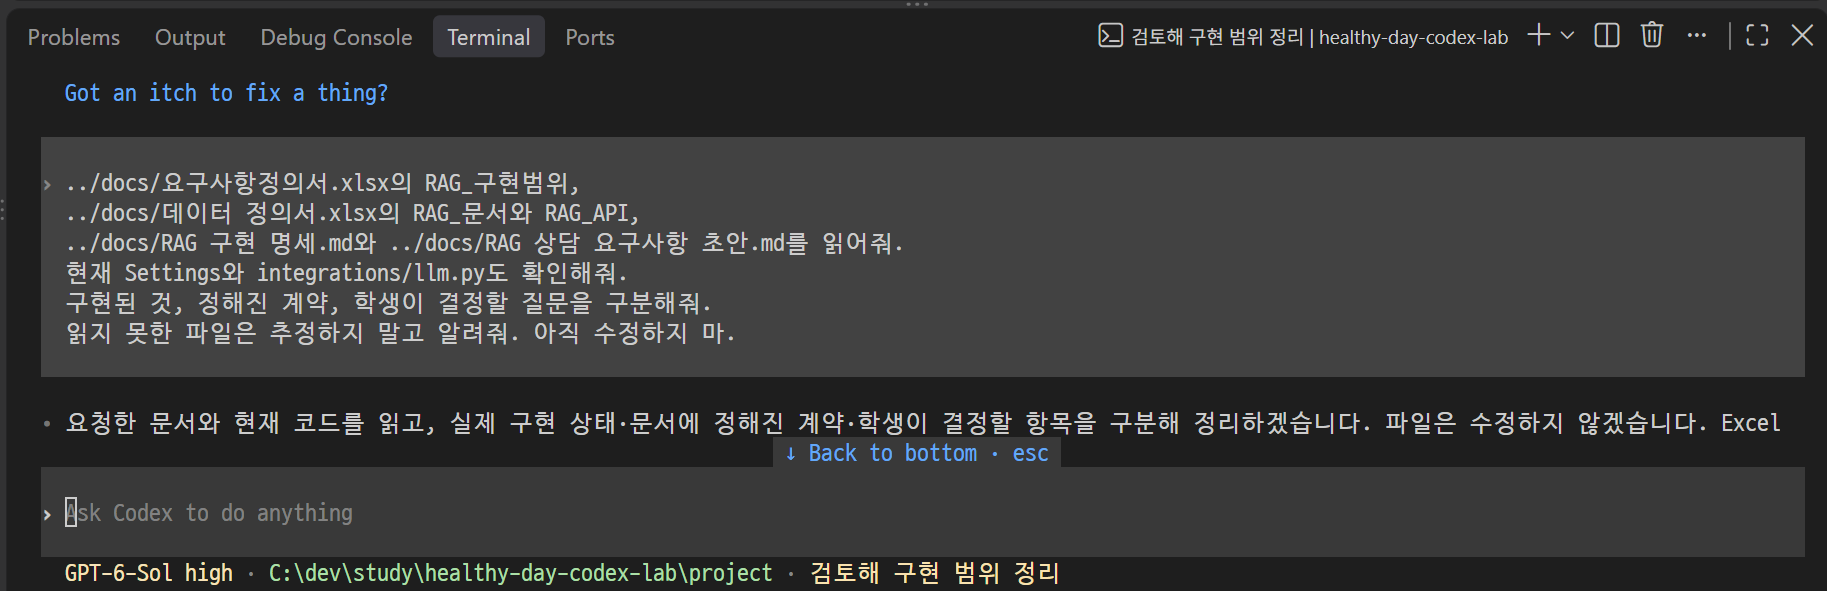 Problems Output Debug Console Terminal Ports 검토해 구현 범위 정리 | healthy-day-codex-lab
Got an itch to fix a thing?
› ../docs/요구사항정의서.xlsx의 RAG_구현범위,
../docs/데이터 정의서.xlsx의 RAG_문서와 RAG_API,
../docs/RAG 구현 명세.md와 ../docs/RAG 상담 요구사항 초안.md를 읽어줘.
현재 Settings와 integrations/llm.py도 확인해줘.
구현된 것, 정해진 계약, 학생이 결정할 질문을 구분해줘.
읽지 못한 파일은 추정하지 말고 알려줘. 아직 수정하지 마.
• 요청한 문서와 현재 코드를 읽고, 실제 구현 상태·문서에 정해진 계약·학생이 결정할 항목을 구분해 정리하겠습니다. 파일은 수정하지 않겠습니다. Excel
↓ Back to bottom · esc
› Ask Codex to do anything
GPT-6-Sol high · C:\dev\study\healthy-day-codex-lab\project · 검토해 구현 범위 정리